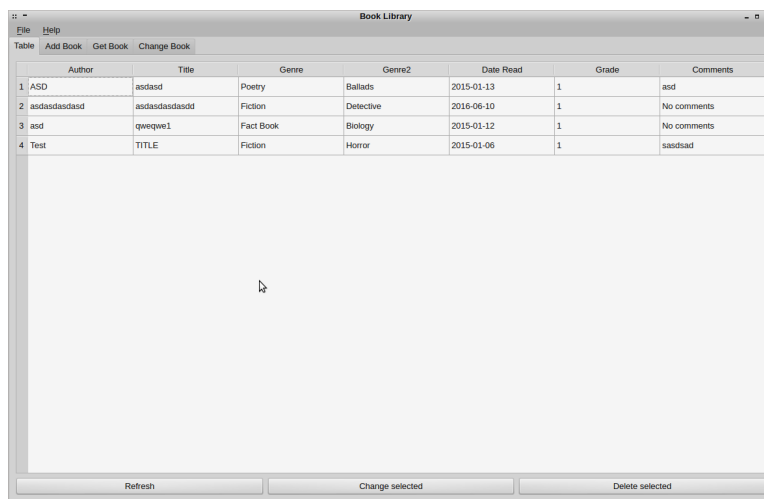 Book Library
File Help
Table Add Book Get Book Change Book
Author Title Genre Genre2 Date Read Grade Comments
1 ASD asdasd Poetry Ballads 2015-01-13 1 asd
2 asdasdasdasd asdasdasdasdd Fiction Detective 2016-06-10 1 No comments
3 asd qweqwe1 Fact Book Biology 2015-01-12 1 No comments
4 Test TITLE Fiction Horror 2015-01-06 1 sasdsad
Refresh Change selected Delete selected